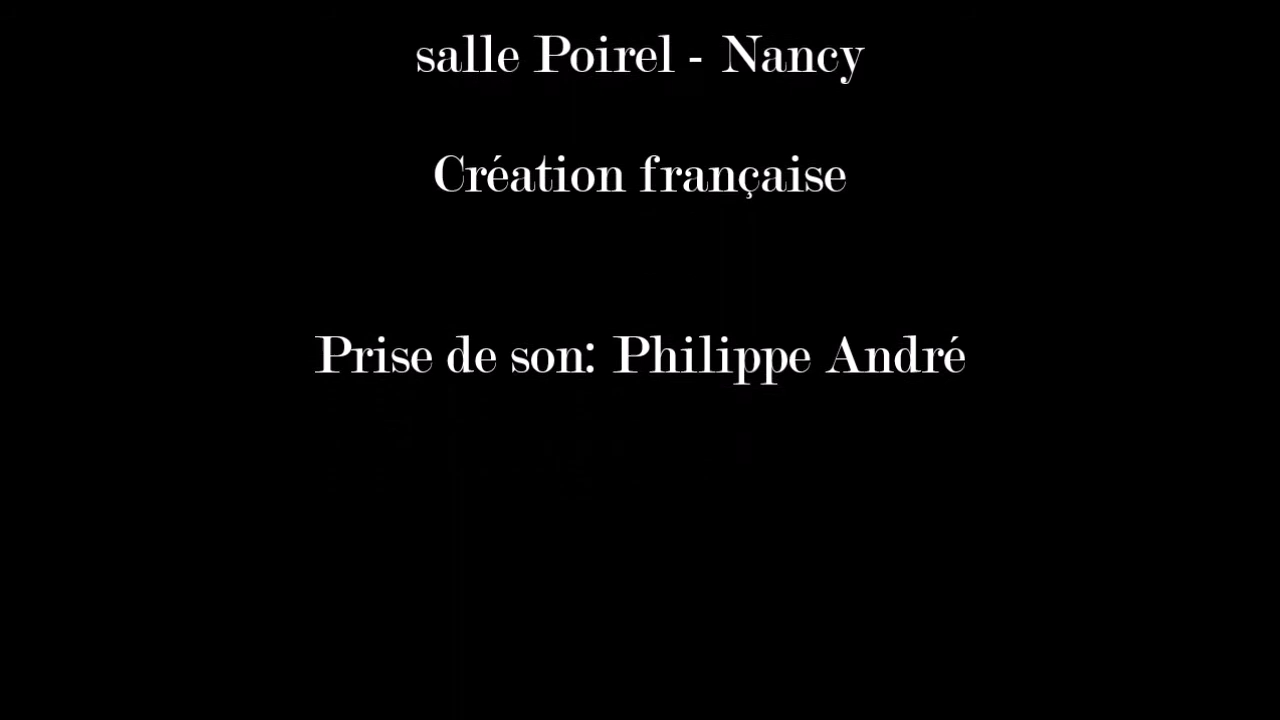 salle Poirel - Nancy
Création française
Prise de son: Philippe André